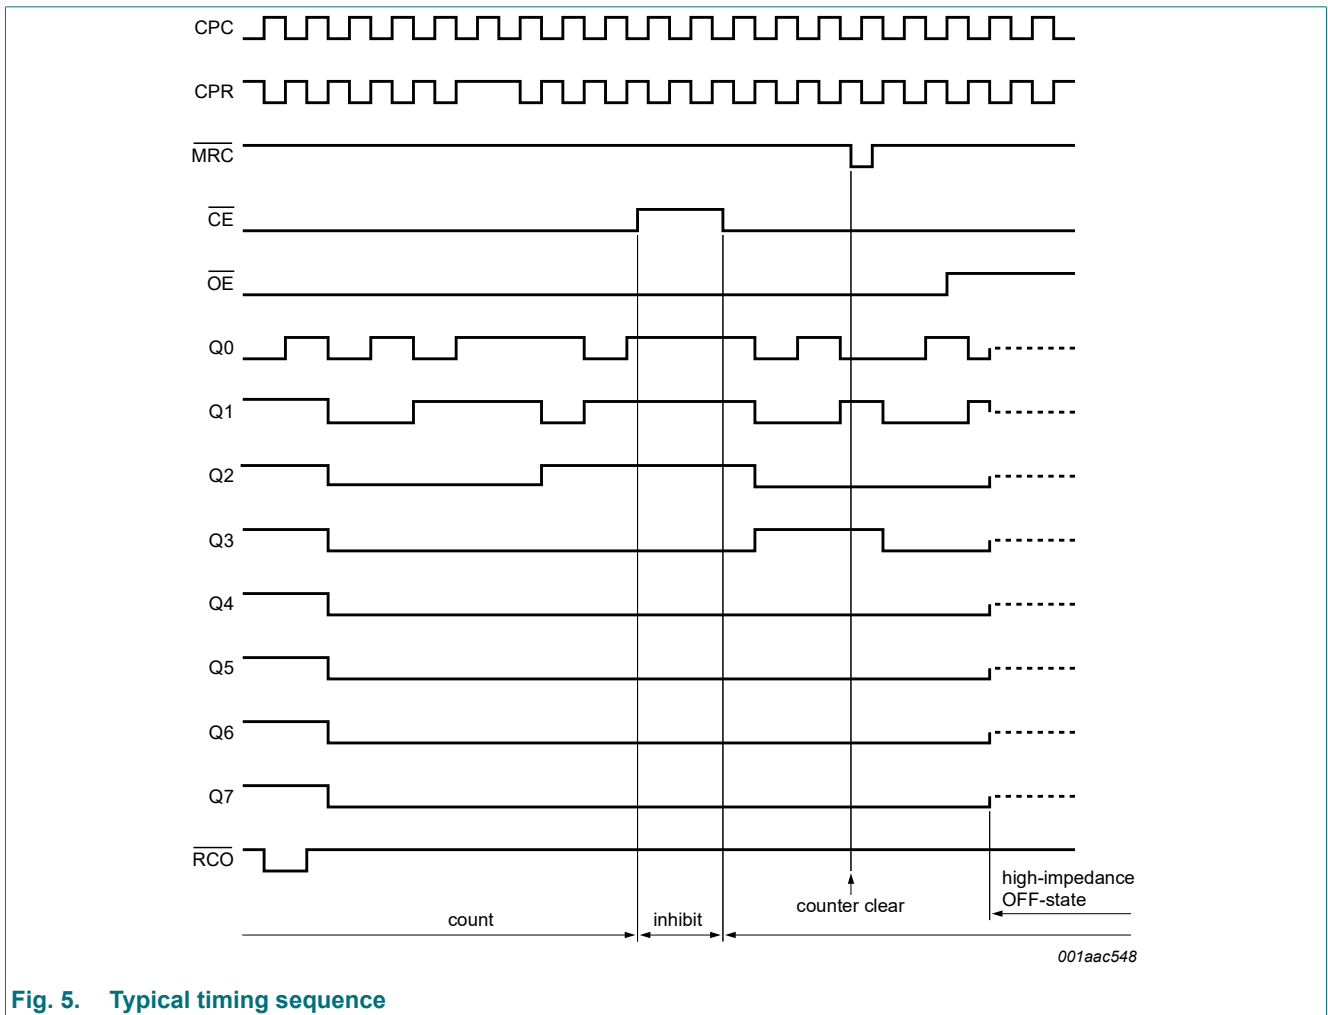 CPC
CPR
MRC
CE
OE
Q0
Q1
Q2
Q3
Q4
Q5
Q6
Q7
RCO
high-impedance
OFF-state
counter clear
count
inhibit
001aac548
Fig. 5. Typical timing sequence